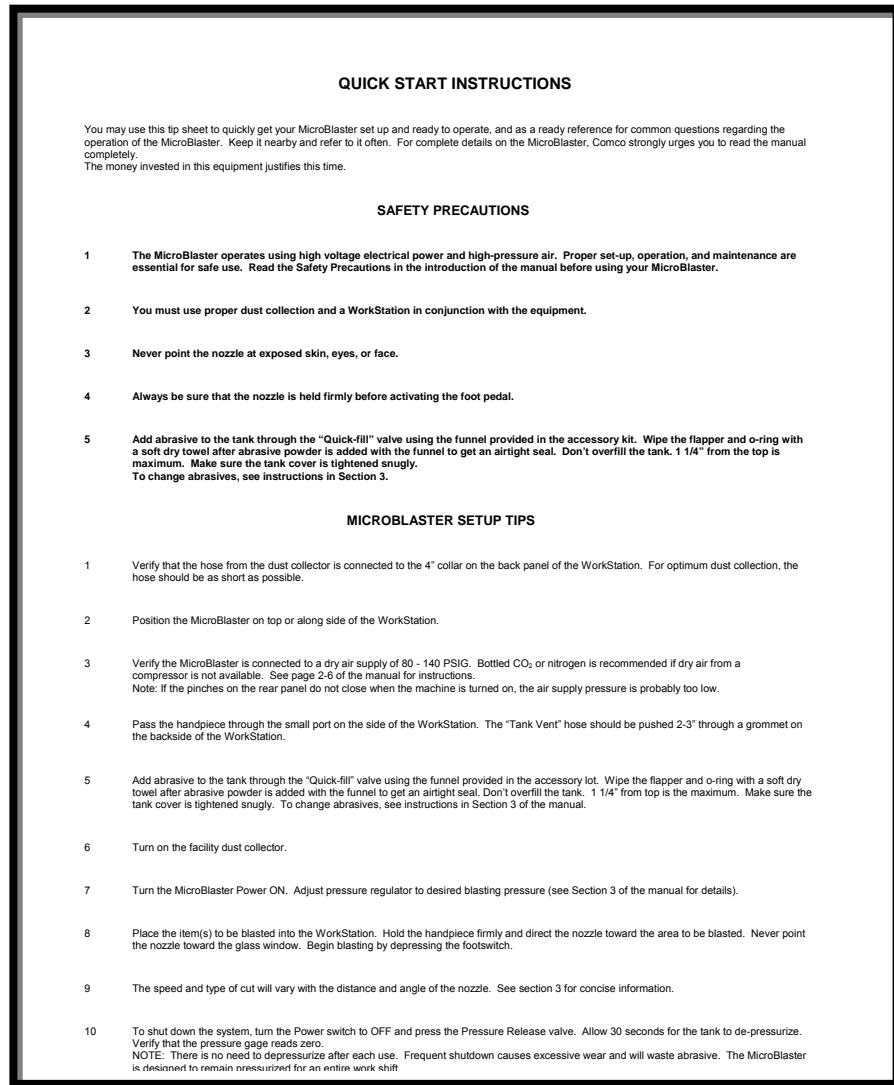 QUICK START INSTRUCTIONS
You may use this tip sheet to quickly get your MicroBlaster set up and ready to operate, and as a ready reference for common questions regarding the
operation of the MicroBlaster. Keep it nearby and refer to it often. For complete details on the MicroBlaster, Comco strongly urges you to read the manual
completely.
The money invested in this equipment justifies this time.
SAFETY PRECAUTIONS
1 The MicroBlaster operates using high voltage electrical power and high-pressure air. Proper set-up, operation, and maintenance are
essential for safe use. Read the Safety Precautions in the introduction of the manual before using your MicroBlaster.
2 You must use proper dust collection and a WorkStation in conjunction with the equipment.
3 Never point the nozzle at exposed skin, eyes, or face.
4 Always be sure that the nozzle is held firmly before activating the foot pedal.
5 Add abrasive to the tank through the “Quick-fill” valve using the funnel provided in the accessory kit. Wipe the flapper and o-ring with
a soft dry towel after abrasive powder is added with the funnel to get an airtight seal. Don’t overfill the tank. 1 1/4” from the top is
maximum. Make sure the tank cover is tightened snugly.
To change abrasives, see instructions in Section 3.
MICROBLASTER SETUP TIPS
1 Verify that the hose from the dust collector is connected to the 4” collar on the back panel of the WorkStation. For optimum dust collection, the
hose should be as short as possible.
2 Position the MicroBlaster on top or along side of the WorkStation.
3 Verify the MicroBlaster is connected to a dry air supply of 80 - 140 PSIG. Bottled CO₂ or nitrogen is recommended if dry air from a
compressor is not available. See page 2-6 of the manual for instructions.
Note: If the pinches on the rear panel do not close when the machine is turned on, the air supply pressure is probably too low.
4 Pass the handpiece through the small port on the side of the WorkStation. The “Tank Vent” hose should be pushed 2-3” through a grommet on
the backside of the WorkStation.
5 Add abrasive to the tank through the “Quick-fill” valve using the funnel provided in the accessory lot. Wipe the flapper and o-ring with a soft dry
towel after abrasive powder is added with the funnel to get an airtight seal. Don’t overfill the tank. 1 1/4” from top is the maximum. Make sure the
tank cover is tightened snugly. To change abrasives, see instructions in Section 3 of the manual.
6 Turn on the facility dust collector.
7 Turn the MicroBlaster Power ON. Adjust pressure regulator to desired blasting pressure (see Section 3 of the manual for details).
8 Place the item(s) to be blasted into the WorkStation. Hold the handpiece firmly and direct the nozzle toward the area to be blasted. Never point
the nozzle toward the glass window. Begin blasting by depressing the footswitch.
9 The speed and type of cut will vary with the distance and angle of the nozzle. See section 3 for concise information.
10 To shut down the system, turn the Power switch to OFF and press the Pressure Release valve. Allow 30 seconds for the tank to de-pressurize.
Verify that the pressure gage reads zero.
NOTE: There is no need to depressurize after each use. Frequent shutdown causes excessive wear and will waste abrasive. The MicroBlaster
is designed to remain pressurized for an entire work shift